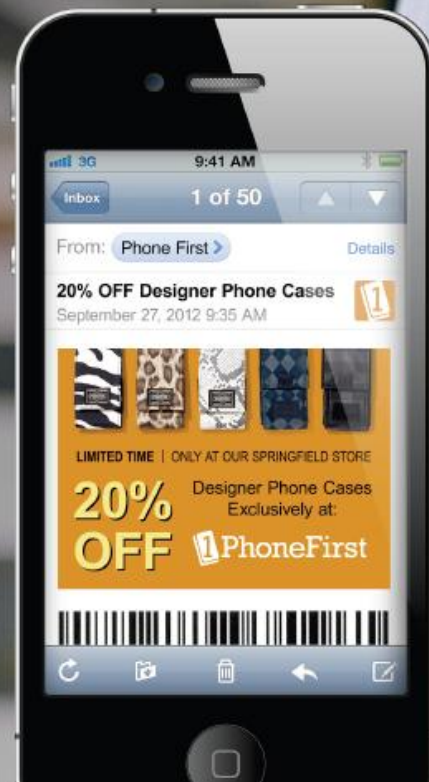 3G 9:41 AM
Inbox 1 of 50
From: Phone First Details
20% OFF Designer Phone Cases
September 27, 2012 9:35 AM
1
LIMITED TIME | ONLY AT OUR SPRINGFIELD STORE
20% OFF
Designer Phone Cases
Exclusively at:
1 PhoneFirst